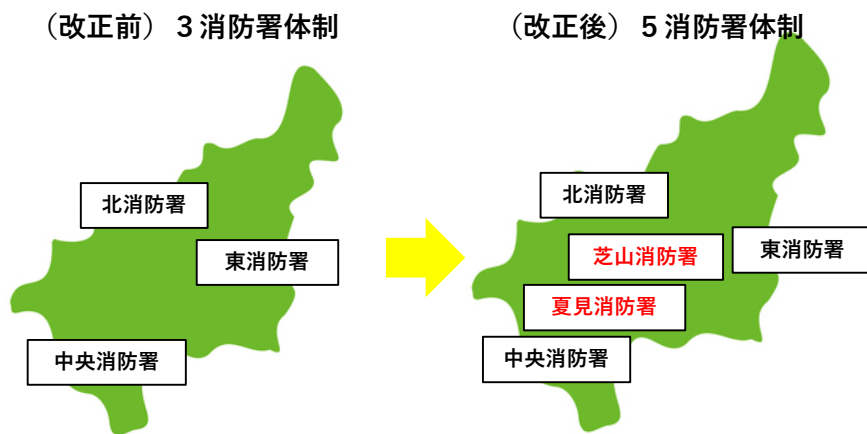 （改正前）３消防署体制
北消防署
東消防署
中央消防署
（改正後）５消防署体制
北消防署
芝山消防署
東消防署
夏見消防署
中央消防署